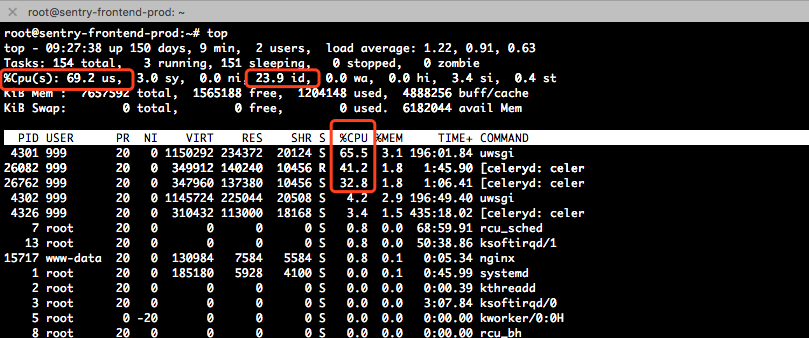 root@sentry-frontend-prod: ~
root@sentry-frontend-prod:~# top
top - 09:27:38 up 150 days, 9 min, 2 users, load average: 1.22, 0.91, 0.63
Tasks: 154 total, 3 running, 151 sleeping, 0 stopped, 0 zombie
%Cpu(s): 69.2 us, 3.0 sy, 0.0 ni, 23.9 id, 0.0 wa, 0.0 hi, 3.4 si, 0.4 st
KiB Mem : 7657592 total, 1565188 free, 1204148 used, 4888256 buff/cache
KiB Swap: 0 total, 0 free, 0 used. 6182044 avail Mem
PID USER PR NI VIRT RES SHR S %CPU %MEM TIME+ COMMAND
4301 999 20 0 1150292 234372 20124 S 65.5 3.1 196:01.84 uwsgi
26082 999 20 0 349912 140240 10456 R 41.2 1.8 1:45.90 [celeryd: celer
26762 999 20 0 347960 137380 10456 S 32.8 1.8 1:06.41 [celeryd: celer
4302 999 20 0 1145724 225044 20508 S 4.2 2.9 196:49.40 uwsgi
4326 999 20 0 310432 113000 18168 S 3.4 1.5 435:18.02 [celeryd: celer
7 root 20 0 0 0 0 S 0.8 0.0 68:59.91 rcu_sched
13 root 20 0 0 0 0 S 0.8 0.0 50:38.86 ksoftirqd/1
15717 www-data 20 0 130984 7584 5584 S 0.8 0.1 0:05.34 nginx
1 root 20 0 185180 5928 4100 S 0.0 0.1 0:45.99 systemd
2 root 20 0 0 0 0 S 0.0 0.0 0:00.39 kthreadd
3 root 20 0 0 0 0 S 0.0 0.0 3:07.84 ksoftirqd/0
5 root 0 -20 0 0 0 S 0.0 0.0 0:00.00 kworker/0:0H
8 root 20 0 0 0 0 S 0.0 0.0 0:00.00 rcu_bh